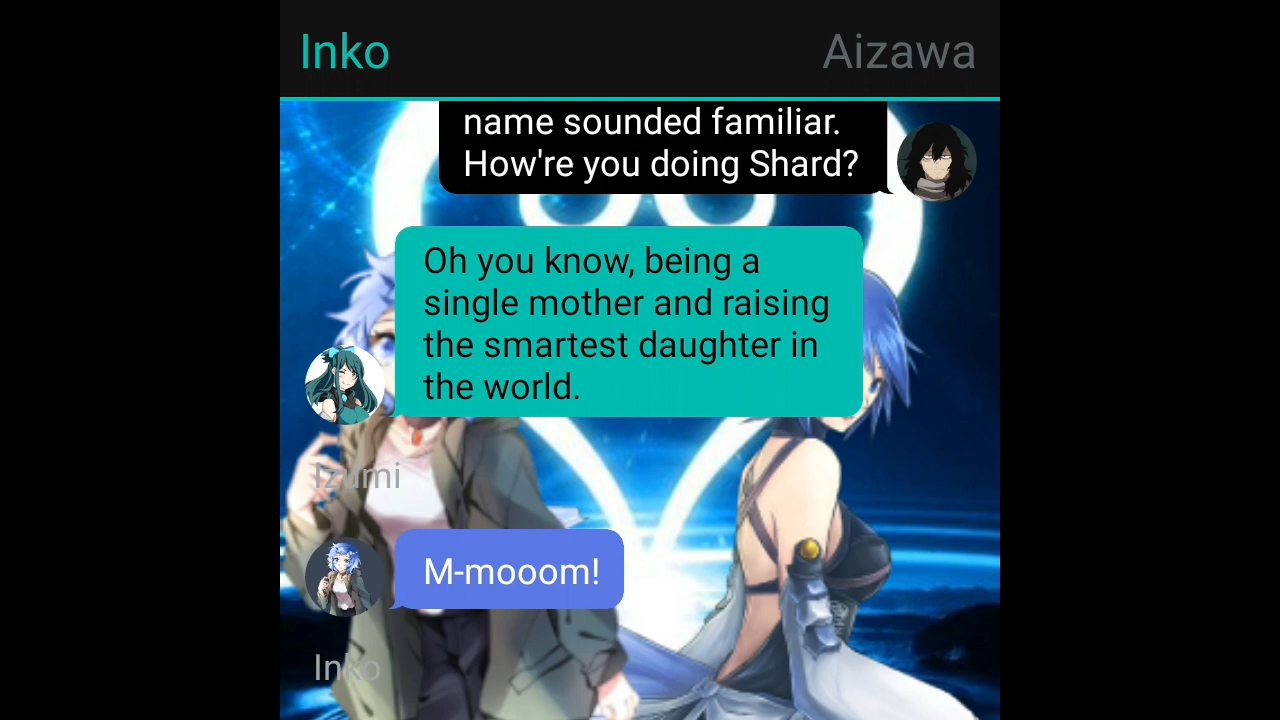 Inko
Aizawa
name sounded familiar.
How're you doing Shard?
Oh you know, being a
single mother and raising
the smartest daughter in
the world.
Izumi
M-mooom!
Inko